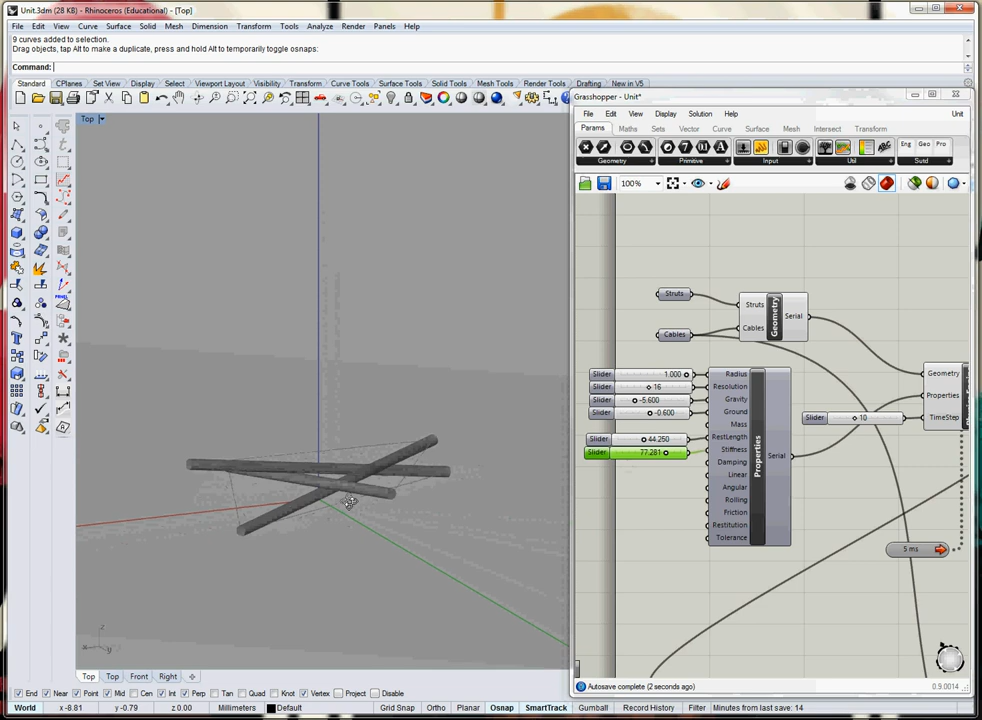 Unit.3dm (28 KB) - Rhinoceros (Educational) - [Top]
File Edit View Curve Surface Solid Mesh Dimension Transform Tools Analyze Render Panels Help
9 curves added to selection.
Drag objects, tap Alt to make a duplicate, press and hold Alt to temporarily toggle osnaps:
Command:
Standard CPlanes Set View Display Select Viewport Layout Visibility Transform Curve Tools Surface Tools Solid Tools Mesh Tools Render Tools Drafting New in V5
Top
Grasshopper - Unit*
File Edit View Display Solution Help Unit
Params Maths Sets Vector Curve Surface Mesh Intersect Transform
Eng Gao Pro
Geometry Primitive Input Util Sutd
100%
Struts
Cables
Struts
Cables
Geometry
Serial
Slider 1.000
Slider 16
Slider -5.600
Slider -0.600
Slider 44.250
Slider 77.281
Radius
Resolution
Gravity
Ground
Mass
RestLength
Stiffness
Damping
Linear
Angular
Rolling
Friction
Restitution
Tolerance
Properties
Serial
Slider 10
Geometry
Properties
TimeStep
5 ms
z
x
y
Top Top Front Right
End Near Point Mid Cen Int Perp Tan Quad Knot Vertex Project Disable
World x -8.81 y -0.79 z 0.00 Millimeters Default Grid Snap Ortho Planar Osnap SmartTrack Gumball Record History Filter Minutes from last save: 14
Autosave complete (2 seconds ago)
0.9.0014